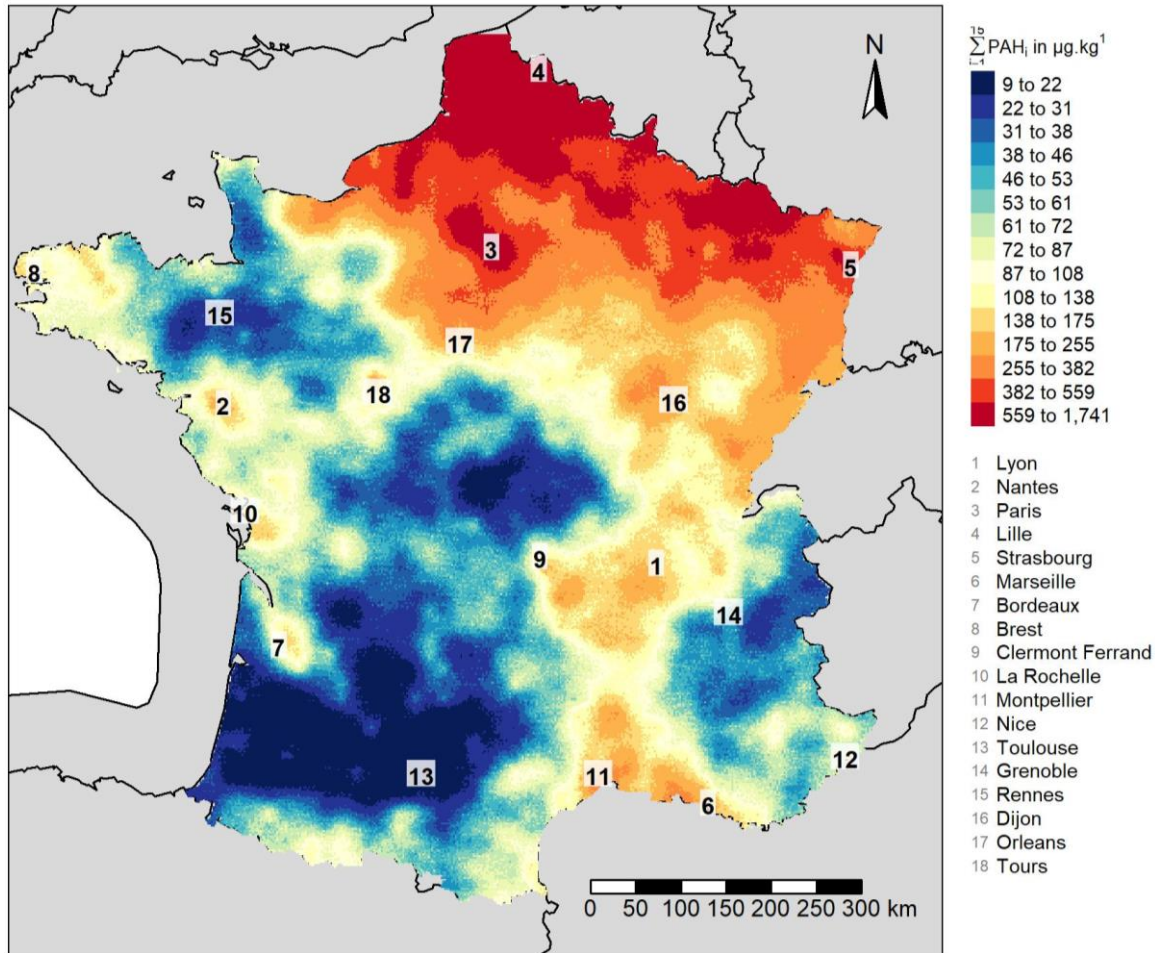 4
N
3
5
8
15
17
18
2
16
10
9
1
14
7
13
11
12
6
0 50 100 150 200 250 300 km
∑ PAHᵢ in µg.kg¹
9 to 22
22 to 31
31 to 38
38 to 46
46 to 53
53 to 61
61 to 72
72 to 87
87 to 108
108 to 138
138 to 175
175 to 255
255 to 382
382 to 559
559 to 1,741
1 Lyon
2 Nantes
3 Paris
4 Lille
5 Strasbourg
6 Marseille
7 Bordeaux
8 Brest
9 Clermont Ferrand
10 La Rochelle
11 Montpellier
12 Nice
13 Toulouse
14 Grenoble
15 Rennes
16 Dijon
17 Orleans
18 Tours